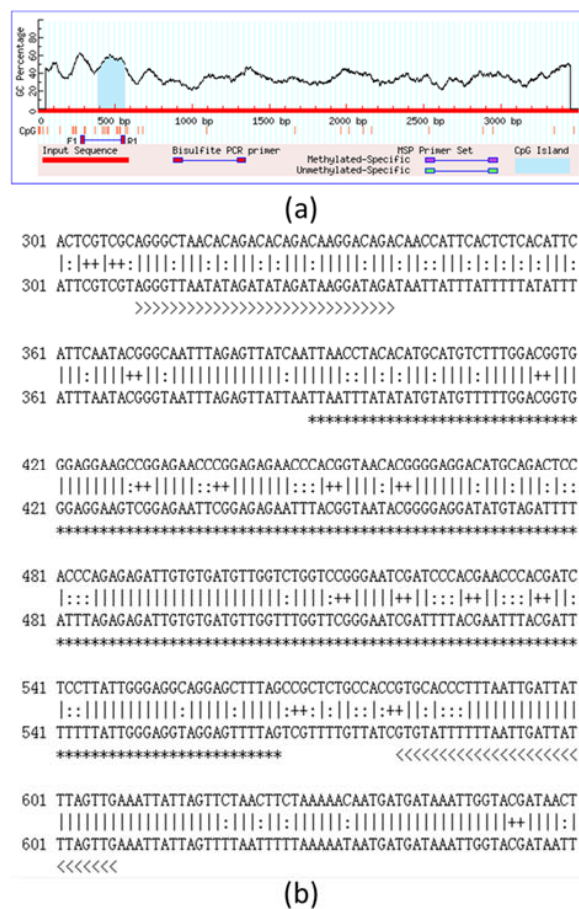 GC Percentage
0 20 40 60 80
0 500 bp 1000 bp 1500 bp 2000 bp 2500 bp 3000 bp
CpG
F1 R1
Input Sequence Bisulfite PCR primer MSP Primer Set CpG Island
Methylated-Specific
Unmethylated-Specific
(a)
301 ACTCGTCGCAGGGCTAACACAGACACAGACAAGGACAGACAACCATTCACTCTCACATTC
|:|++|++|:||||:|||:|:|||||:|:|||||:||||||:||||:||::||||:|:|:|:||||:
301 ATTCGTCGTAGGGTTAATATAGATATAGATAAGGATAGATAATTATTTATTTTTATATTT
>>>>>>>>>>>>>>>>>>>>>>>>>>>>>>
361 ATTCAATACGGGCAATTTAGAGTTATCAATTAACCTACACATGCATGTCTTTGGACGGTG
|||:||||++||:|||||||||||||:||||||::||:|:|||:||||:||||||++|||
361 ATTTAATACGGGTAATTTAGAGTTATTAATTAATTTATATATGTATGTTTTTGGACGGTG
*******************************
421 GGAGGAAGCCGGAGAACCCGGAGAGAACCCACGGTAACACGGGGAGGACATGCAGACTCC
||||||||:++|||||::++||||||||:::|++||||:|++||||||||:|||:||||:|::
421 GGAGGAAGTCGGAGAATTCGGAGAGAATTTACGGTAATACGGGGAGGATATGTAGATTTT
************************************************************
481 ACCCAGAGAGATTGTGTGATGTTGGTCTGGTCCGGGAATCGATCCCACGAACCCACGATC
|:::||||||||||||||||||||||:||||:++|||||++||:::|++||:::|++||:
481 ATTTAGAGAGATTGTGTGATGTTGGTTTGGTTCGGGAATCGATTTTACGAATTTACGATT
************************************************************
541 TCCTTATTGGGAGGCAGGAGCTTTAGCCGCTCTGCCACCGTGCACCCTTTAATTGATTAT
|::|||||||||||:|||||:|||||:++:|:||::|:++||:|:::|||||||||||||
541 TTTTTATTGGGAGGTAGGAGTTTTAGTCGTTTTGTTATCGTGTATTTTTTAATTGATTAT
************************** <<<<<<<<<<<<<<<<<<<<<
601 TTAGTTGAAATTATTAGTTCTAACTTCTAAAAACAATGATGATAAATTGGTACGATAACT
|||||||||||||||||||:|||:||:||||||:||||||||||||||||||++||||:|
601 TTAGTTGAAATTATTAGTTTTAATTTTTAAAAATAATGATGATAAATTGGTACGATAATT
<<<<<<<
(b)